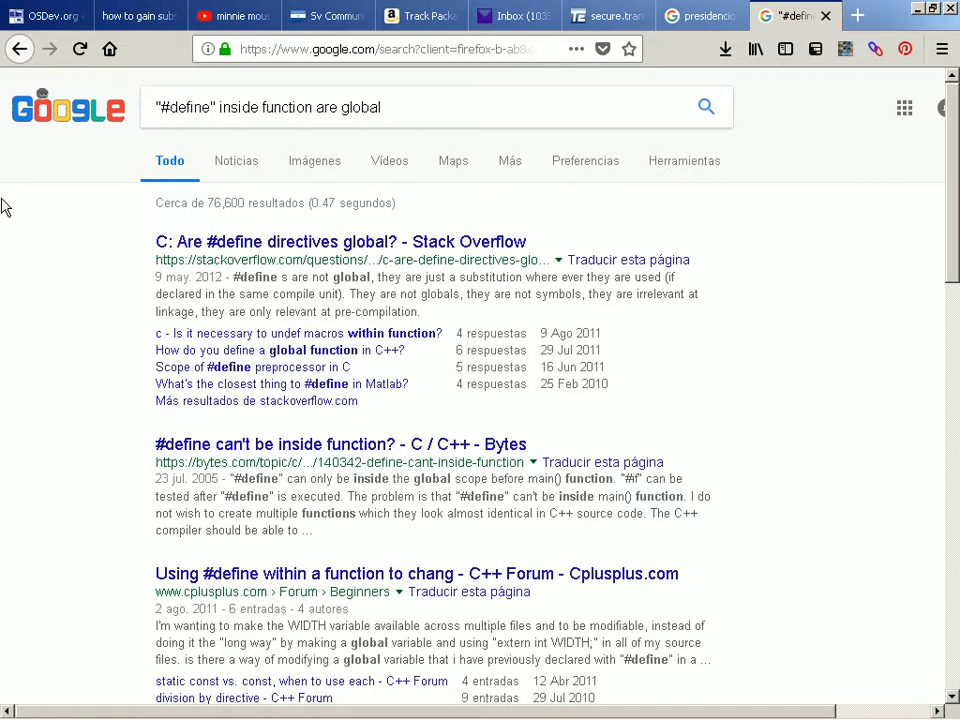 OSDev.org
how to gain sub
minnie mou
Sv Commun
Track Pack
Inbox (103
secure.tran
presidencio
"#define
https://www.google.com/search?client=firefox-b-ab&
Google
"#define" inside function are global
Todo
Noticias
Imágenes
Vídeos
Maps
Más
Preferencias
Herramientas
Cerca de 76,600 resultados (0.47 segundos)
C: Are #define directives global? - Stack Overflow
https://stackoverflow.com/questions/.../c-are-define-directives-glo... Traducir esta página
9 may. 2012 - #define s are not global, they are just a substitution where ever they are used (if
declared in the same compile unit). They are not globals, they are not symbols, they are irrelevant at
linkage, they are only relevant at pre-compilation.
c - Is it necessary to undef macros within function? 4 respuestas 9 Ago 2011
How do you define a global function in C++? 6 respuestas 29 Jul 2011
Scope of #define preprocessor in C 5 respuestas 16 Jun 2011
What's the closest thing to #define in Matlab? 4 respuestas 25 Feb 2010
Más resultados de stackoverflow.com
#define can't be inside function? - C / C++ - Bytes
https://bytes.com/topic/c/.../140342-define-cant-inside-function Traducir esta página
23 jul. 2005 - "#define" can only be inside the global scope before main() function. "#if" can be
tested after "#define" is executed. The problem is that "#define" can't be inside main() function. I do
not wish to create multiple functions which they look almost identical in C++ source code. The C++
compiler should be able to ...
Using #define within a function to chang - C++ Forum - Cplusplus.com
www.cplusplus.com › Forum › Beginners Traducir esta página
2 ago. 2011 - 6 entradas - 4 autores
I'm wanting to make the WIDTH variable available across multiple files and to be modifiable, instead of
doing it the "long way" by making a global variable and using "extern int WIDTH;" in all of my source
files. is there a way of modifying a global variable that i have previously declared with "#define" in a ...
static const vs. const, when to use each - C++ Forum 4 entradas 12 Abr 2011
division by directive - C++ Forum 9 entradas 29 Jul 2010